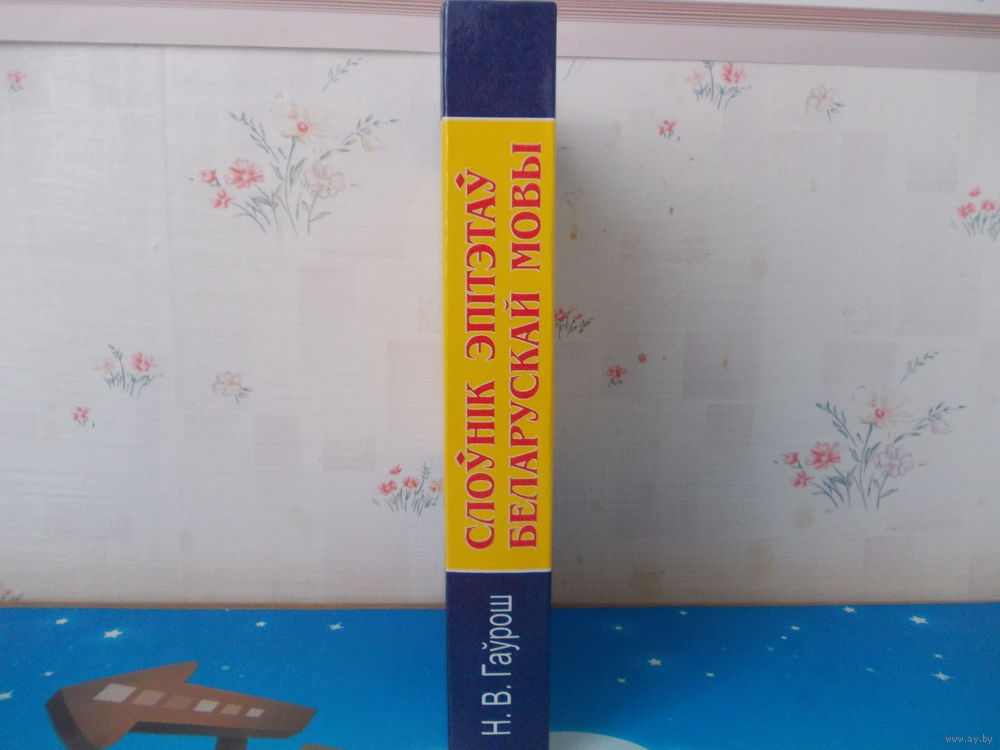 СЛОЎНІК ЭПІТЭТАЎ
БЕЛАРУСКАЙ МОВЫ
Н. В. Гаўрош
www.ay.by